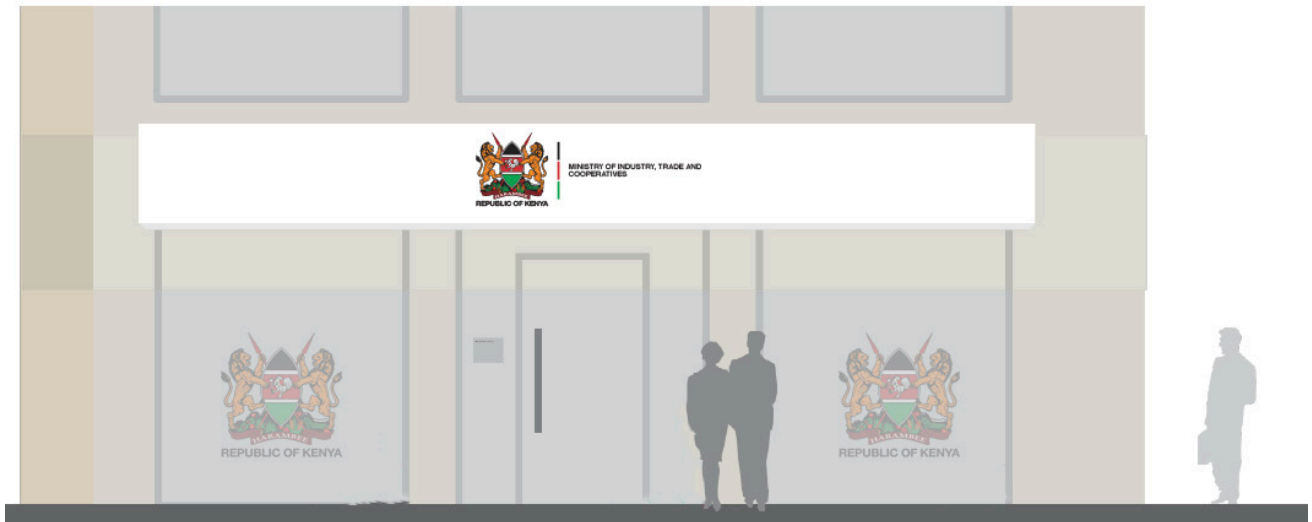 MINISTRY OF INDUSTRY, TRADE AND
COOPERATIVES
HARAMBEE
REPUBLIC OF KENYA
HARAMBEE
REPUBLIC OF KENYA
HARAMBEE
REPUBLIC OF KENYA